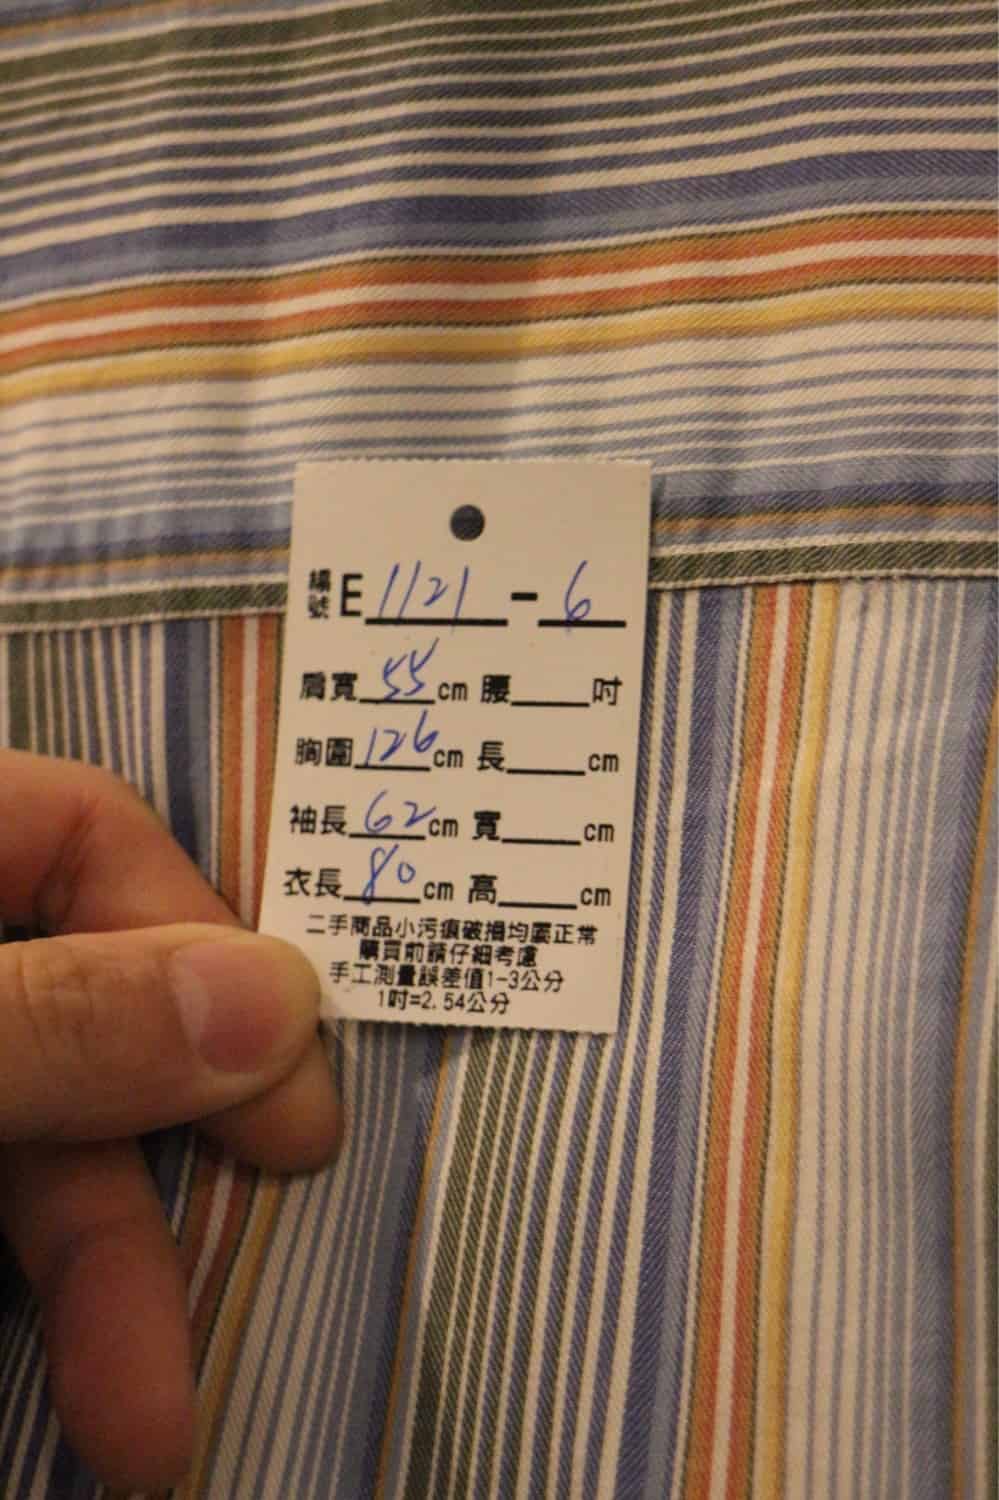 編號 E 1121 - 6
肩寬 55 cm 腰____吋
胸圍 126 cm 長____cm
袖長 62 cm 寬____cm
衣長 80 cm 高____cm
二手商品小污痕破損均屬正常
購買前請仔細考慮
手工測量誤差值1-3公分
1吋=2.54公分